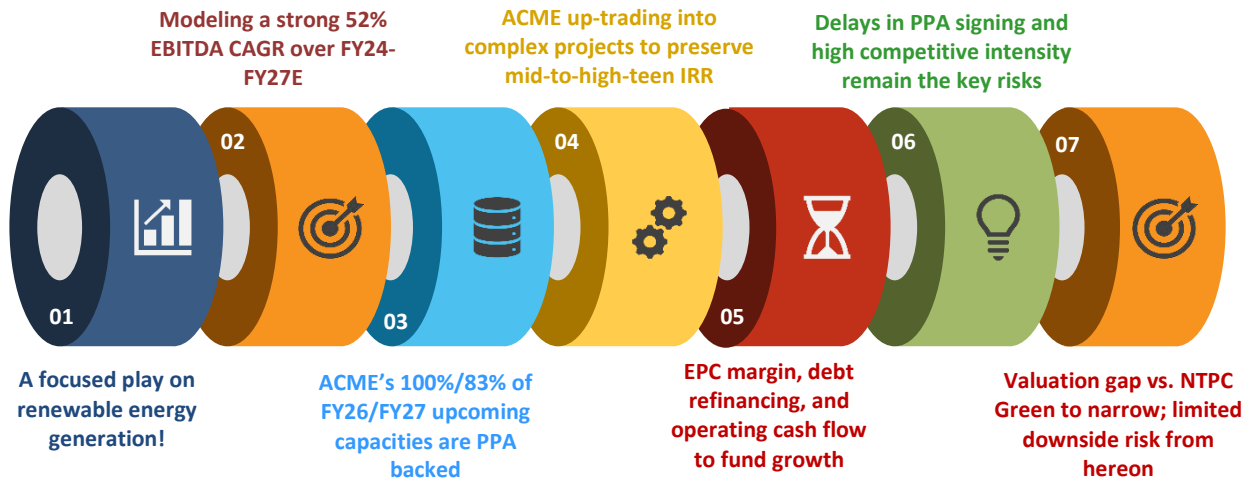 01
A focused play on
renewable energy
generation!
Modeling a strong 52%
EBITDA CAGR over FY24-
FY27E
02
03
ACME’s 100%/83% of
FY26/FY27 upcoming
capacities are PPA
backed
ACME up-trading into
complex projects to preserve
mid-to-high-teen IRR
04
05
EPC margin, debt
refinancing, and
operating cash flow
to fund growth
Delays in PPA signing and
high competitive intensity
remain the key risks
06
07
Valuation gap vs. NTPC
Green to narrow; limited
downside risk from
hereon